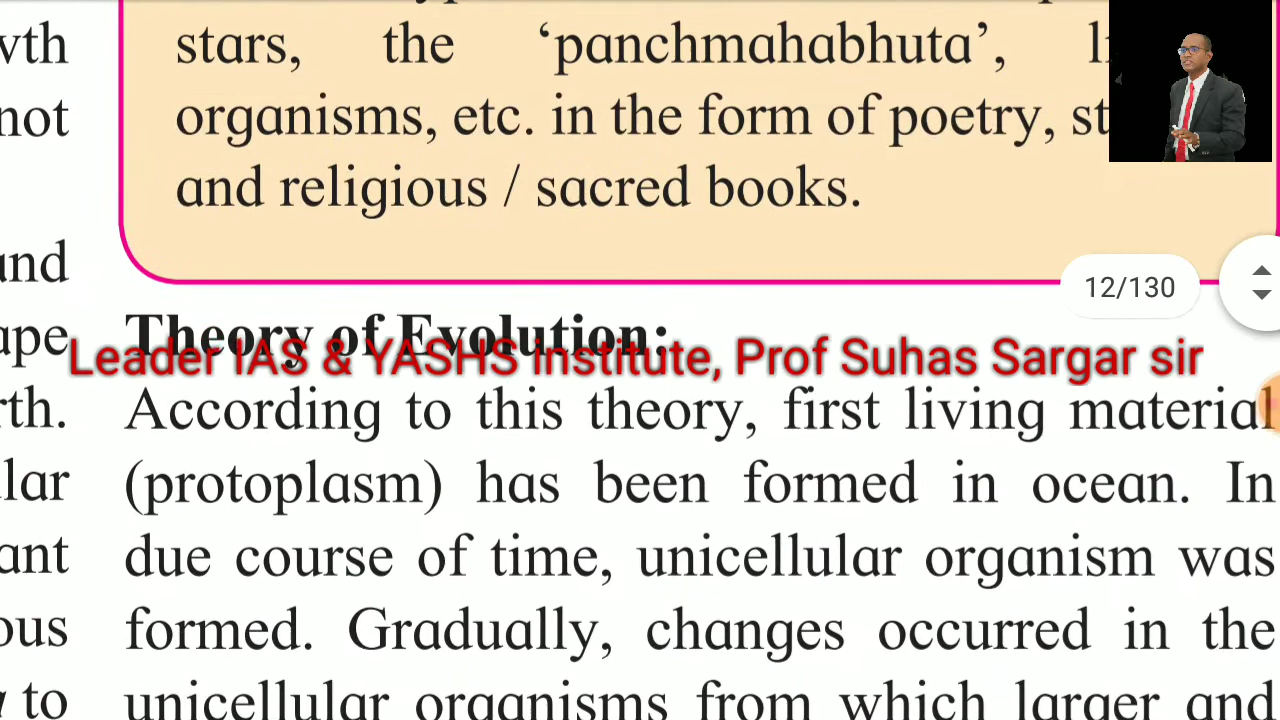 stars, the ‘panchmahabhuta’,
organisms, etc. in the form of poetry,
and religious / sacred books.
not
12/130
Theory of Evolution:
Leader IAS & YASHS institute, Prof Suhas Sargar sir
According to this theory, first living material
(protoplasm) has been formed in ocean. In
due course of time, unicellular organism was
formed. Gradually, changes occurred in the
to
unicellular organisms from which larger and